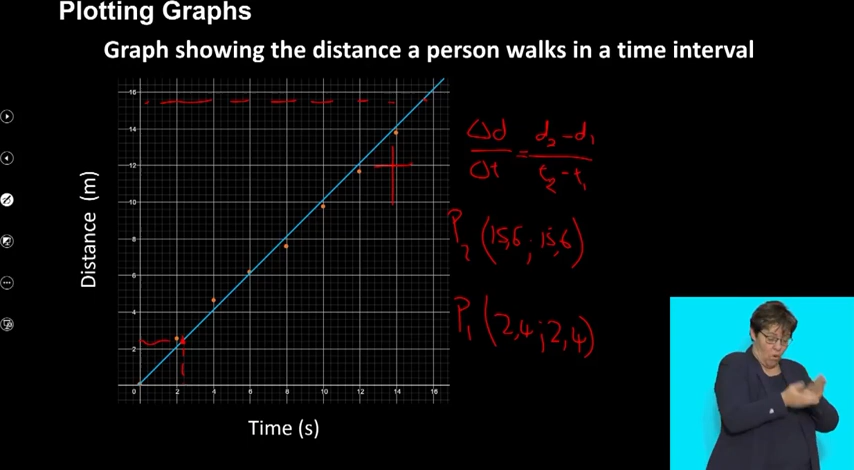 Plotting Graphs
Graph showing the distance a person walks in a time interval
Distance (m)
16
14
12
10
8
6
4
2
0 2 4 6 8 10 12 14 16
Time (s)
Δd/Δt = d₂-d₁/t₂-t₁
P₂ (15,6 ; 15,6)
P₁ (2,4 ; 2,4)